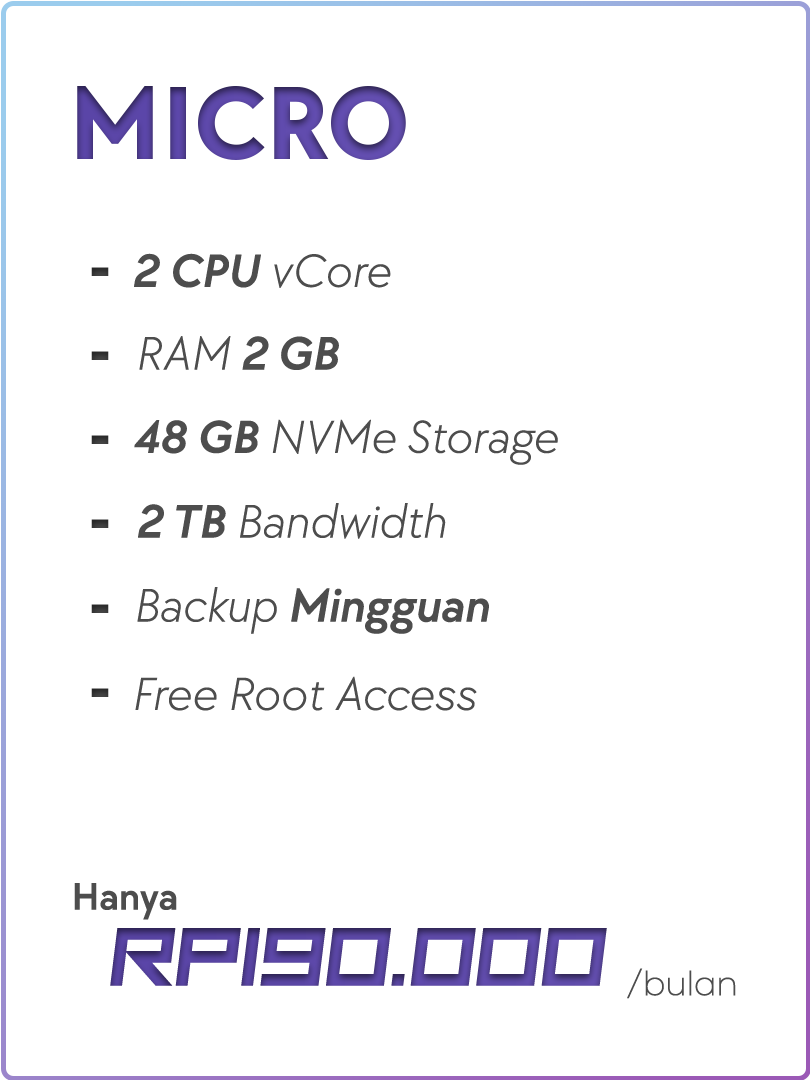 MICRO
- 2 CPU vCore
- RAM 2 GB
- 48 GB NVMe Storage
- 2 TB Bandwidth
- Backup Mingguan
- Free Root Access
Hanya
RP190.000 /bulan